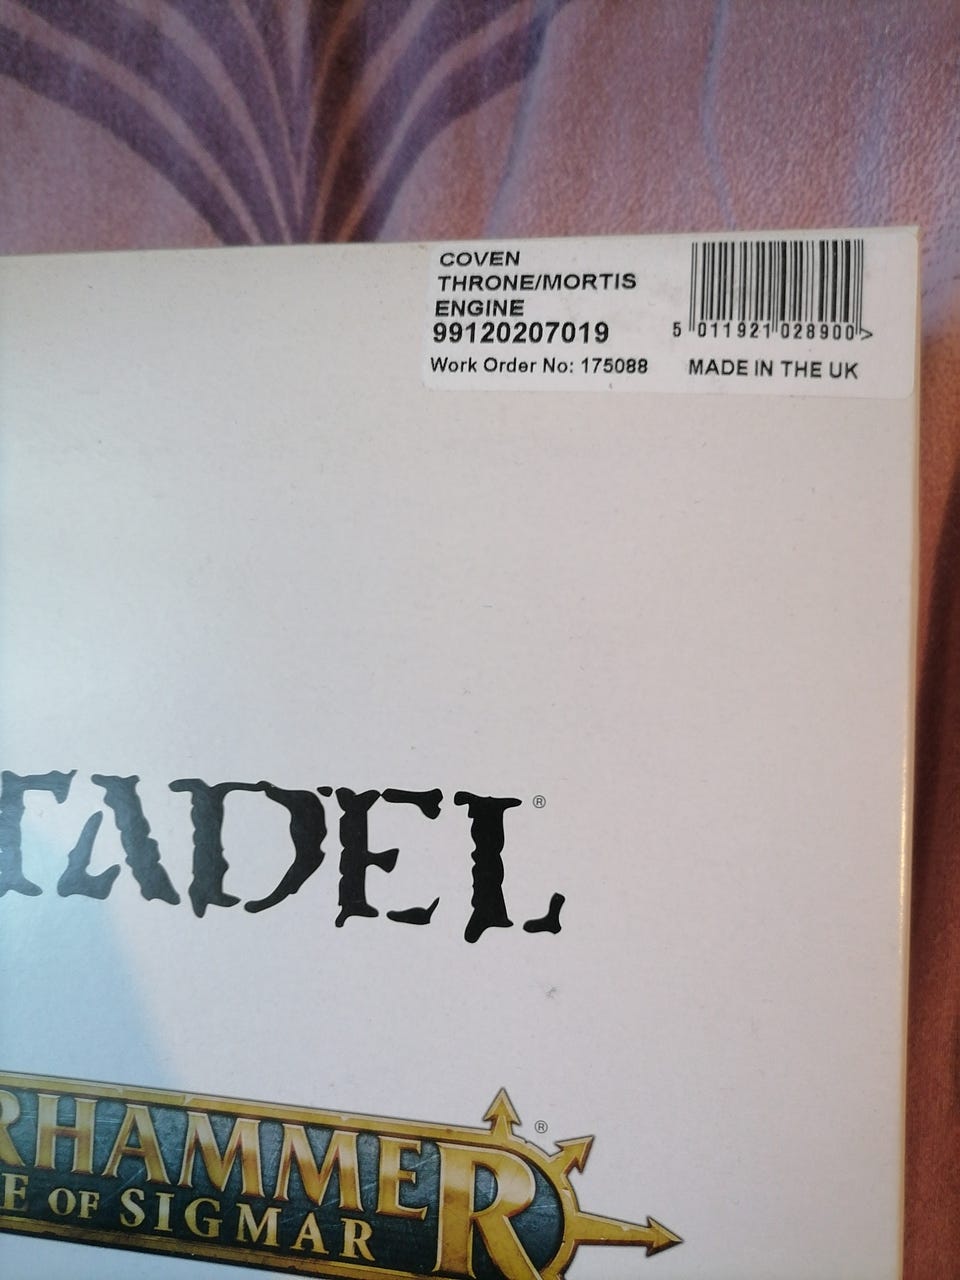 COVEN
THRONE/MORTIS
ENGINE
99120207019
Work Order No: 175088
5 011921 028900 >
MADE IN THE UK
TADEL®
RHAMMER®
E OF SIGMAR